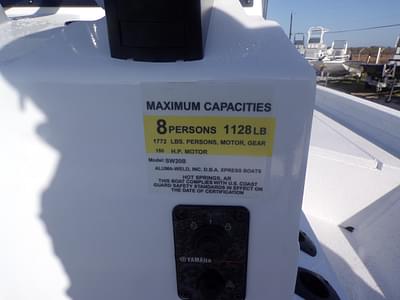 MAXIMUM CAPACITIES
8 PERSONS 1128 LB
1772 LBS. PERSONS, MOTOR, GEAR
150 H.P. MOTOR
Model: SW20B
ALUMA-WELD, INC. D.B.A. XPRESS BOATS
HOT SPRINGS, AR
THIS BOAT COMPLIES WITH U.S. COAST
GUARD SAFETY STANDARDS IN EFFECT ON
THE DATE OF CERTIFICATION
YAMAHA